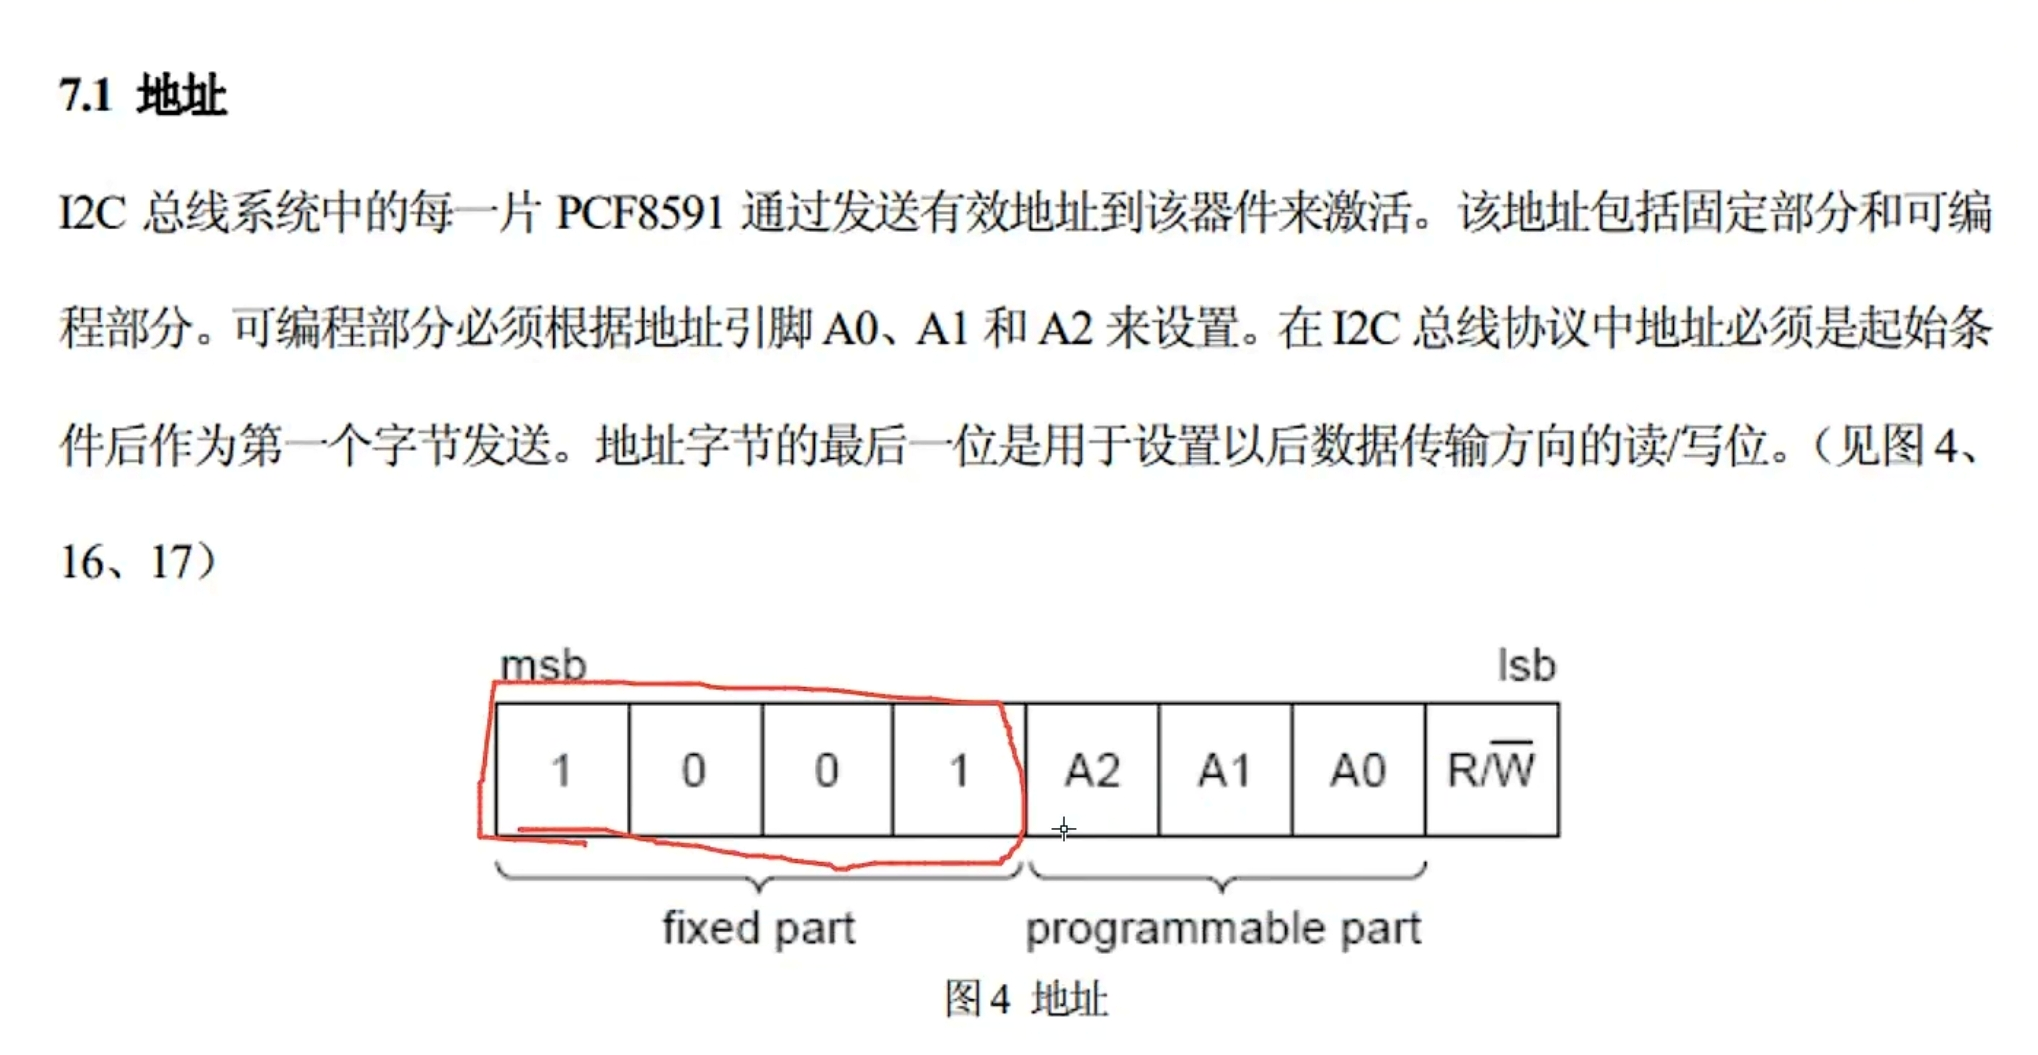 7.1 地址
I2C 总线系统中的每一片 PCF8591 通过发送有效地址到该器件来激活。该地址包括固定部分和可编
程部分。可编程部分必须根据地址引脚 A0、A1 和 A2 来设置。在 I2C 总线协议中地址必须是起始条
件后作为第一个字节发送。地址字节的最后一位是用于设置以后数据传输方向的读/写位。（见图 4、
16、17）
msb lsb
1 0 0 1 A2 A1 A0 R/W̅
fixed part programmable part
图 4 地址